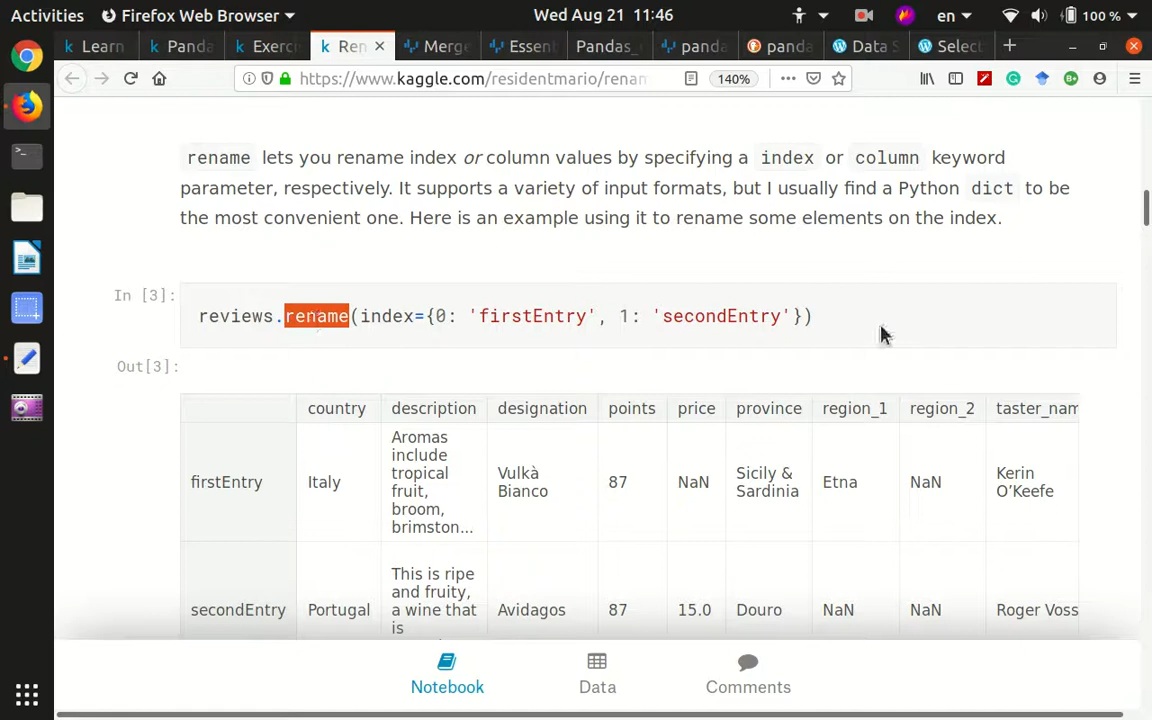 Activities Firefox Web Browser Wed Aug 21 11:46 en 100 %
Learn Panda Exerci Ren Merge Essent Pandas_ panda panda Data S Select
https://www.kaggle.com/residentmario/renam 140%
rename lets you rename index or column values by specifying a index or column keyword
parameter, respectively. It supports a variety of input formats, but I usually find a Python dict to be
the most convenient one. Here is an example using it to rename some elements on the index.
In [3]:
reviews.rename(index={0: 'firstEntry', 1: 'secondEntry'})
Out[3]:
country description designation points price province region_1 region_2 taster_nam
Aromas
include
tropical
fruit,
broom,
brimston...
firstEntry Italy Vulkà Bianco 87 NaN Sicily & Sardinia Etna NaN Kerin O'Keefe
This is ripe
and fruity,
a wine that
is
secondEntry Portugal Avidagos 87 15.0 Douro NaN NaN Roger Voss
Notebook Data Comments